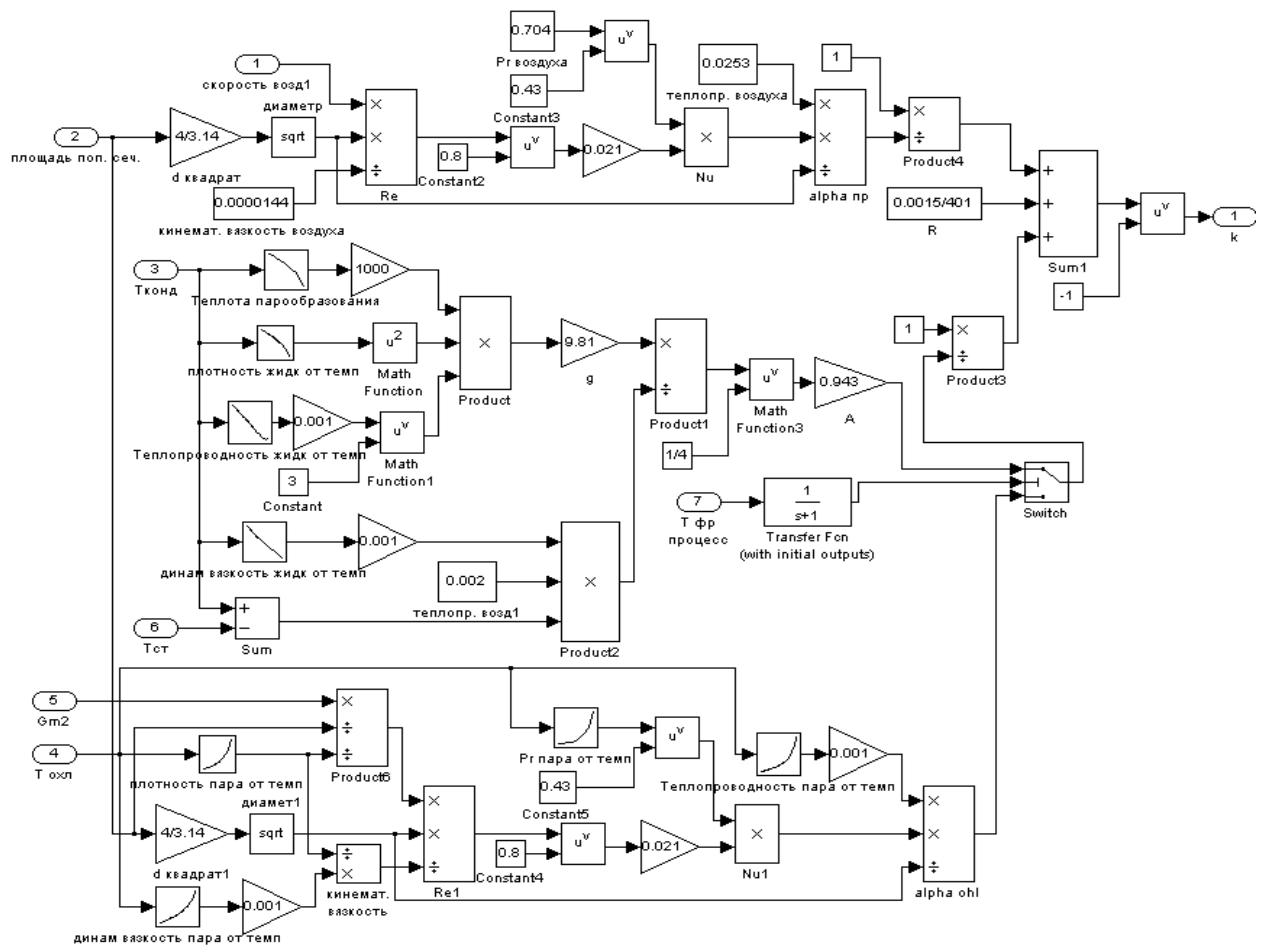 0.704
u^v
Pr воздуха
1
скорость возд1
0.43
Constant3
0.0253
теплопр. воздуха
1
×
÷
Product4
диаметр
2
площадь поп. сеч.
4/3.14
d квадрат
sqrt
×
×
÷
Re
0.8
Constant2
u^v
0.021
×
Nu
×
×
÷
alpha пр
0.0000144
кинемат. вязкость воздуха
0.0015/401
R
+
+
+
Sum1
u^v
1
k
-1
3
Тконд
Теплота парообразования
1000
плотность жидк от темп
u^2
Math
Function
×
Product
9.81
g
×
÷
Product1
u^v
Math
Function3
0.943
A
1
×
÷
Product3
Теплопроводность жидк от темп
0.001
u^v
Math
Function1
3
Constant
1/4
7
Т фр
процесс
1
s+1
Transfer Fcn
(with initial outputs)
Switch
динам вязкость жидк от темп
0.001
0.002
теплопр. возд1
×
Product2
6
Тст
+
−
Sum
5
Gm2
4
Т охл
×
÷
÷
Product6
плотность пара от темп
Pr пара от темп
u^v
0.43
Constant5
Теплопроводность пара от темп
0.001
диамет1
4/3.14
d квадрат1
sqrt
×
×
÷
Re1
÷
×
кинемат.
вязкость
0.8
Constant4
u^v
0.021
×
Nu1
×
×
÷
alpha ohl
динам вязкость пара от темп
0.001